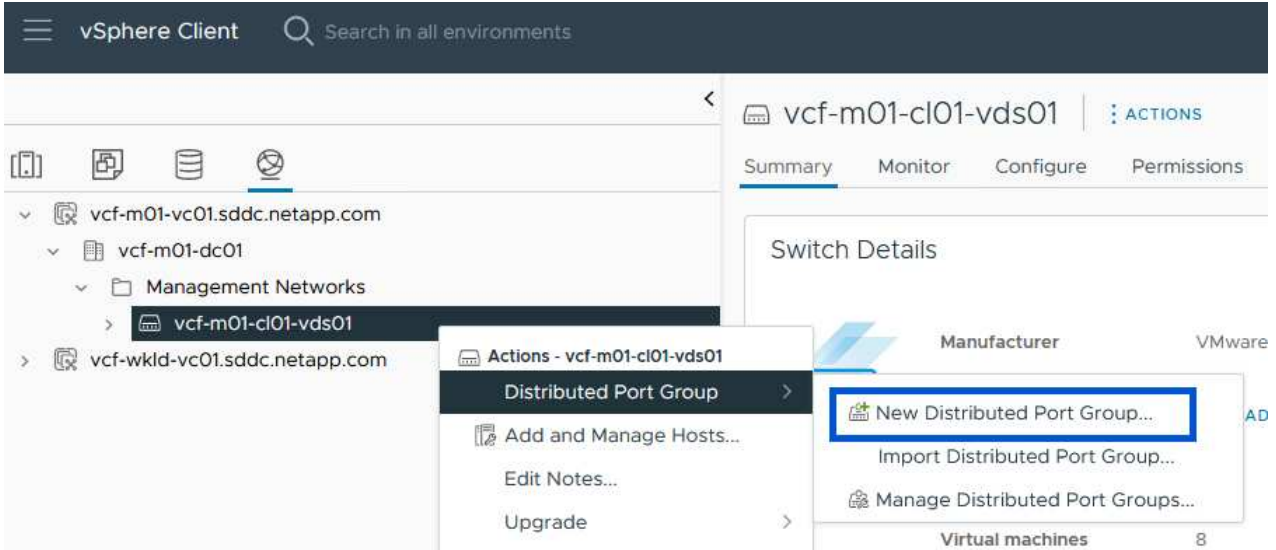 vSphere Client
Search in all environments
vcf-m01-vc01.sddc.netapp.com
vcf-m01-dc01
Management Networks
vcf-m01-cl01-vds01
vcf-wkld-vc01.sddc.netapp.com
vcf-m01-cl01-vds01
ACTIONS
Summary Monitor Configure Permissions
Switch Details
Manufacturer VMware
Actions - vcf-m01-cl01-vds01
Distributed Port Group
Add and Manage Hosts...
Edit Notes...
Upgrade
New Distributed Port Group...
Import Distributed Port Group...
Manage Distributed Port Groups...
AD
Virtual machines 8